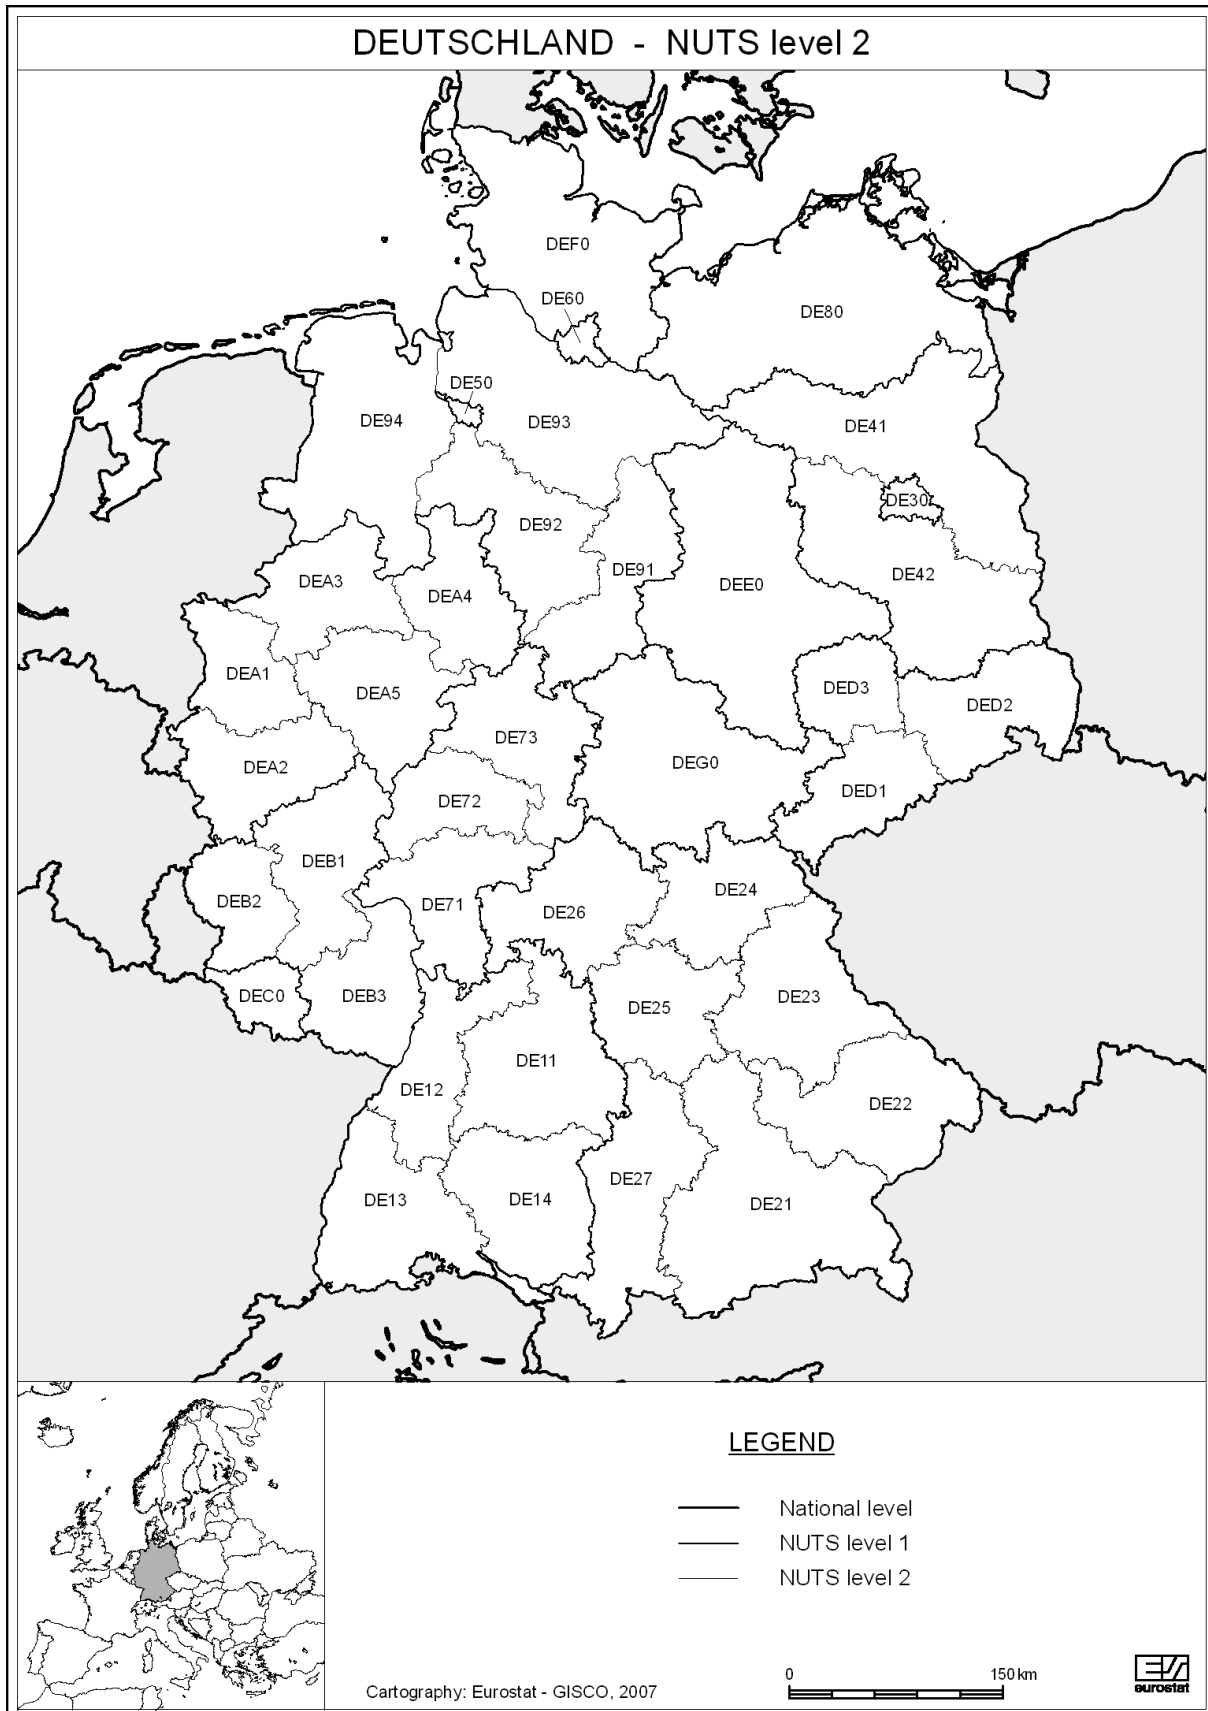 DEUTSCHLAND - NUTS level 2
DEF0
DE60
DE80
DE50
DE94
DE93
DE41
DE30
DE92
DE91
DE42
DEA3
DEA4
DEE0
DEA1
DEA5
DED3
DED2
DE73
DEA2
DEG0
DED1
DE72
DEB1
DEB2
DE71
DE26
DE24
DEC0
DEB3
DE25
DE23
DE11
DE12
DE22
DE27
DE13
DE14
DE21
LEGEND
National level
NUTS level 1
NUTS level 2
0 150 km
Cartography: Eurostat - GISCO, 2007
eurostat